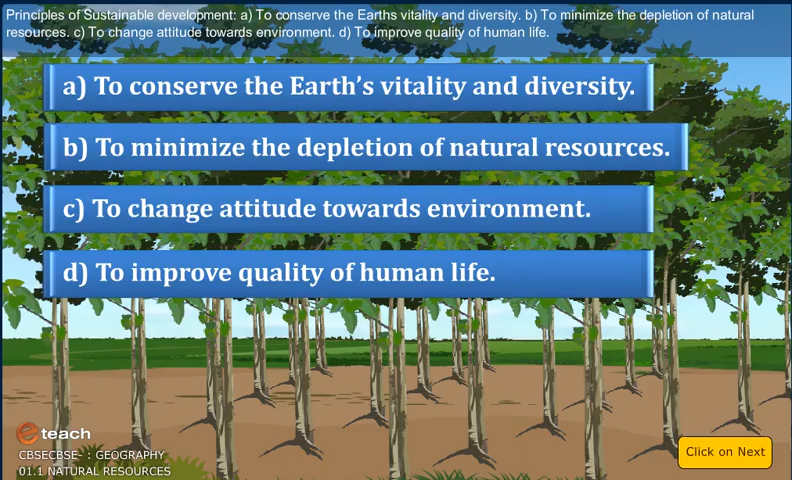 Principles of Sustainable development: a) To conserve the Earths vitality and diversity. b) To minimize the depletion of natural
resources. c) To change attitude towards environment. d) To improve quality of human life.
a) To conserve the Earth's vitality and diversity.
b) To minimize the depletion of natural resources.
c) To change attitude towards environment.
d) To improve quality of human life.
e teach
CBSECBSE- : GEOGRAPHY
01.1 NATURAL RESOURCES
Click on Next